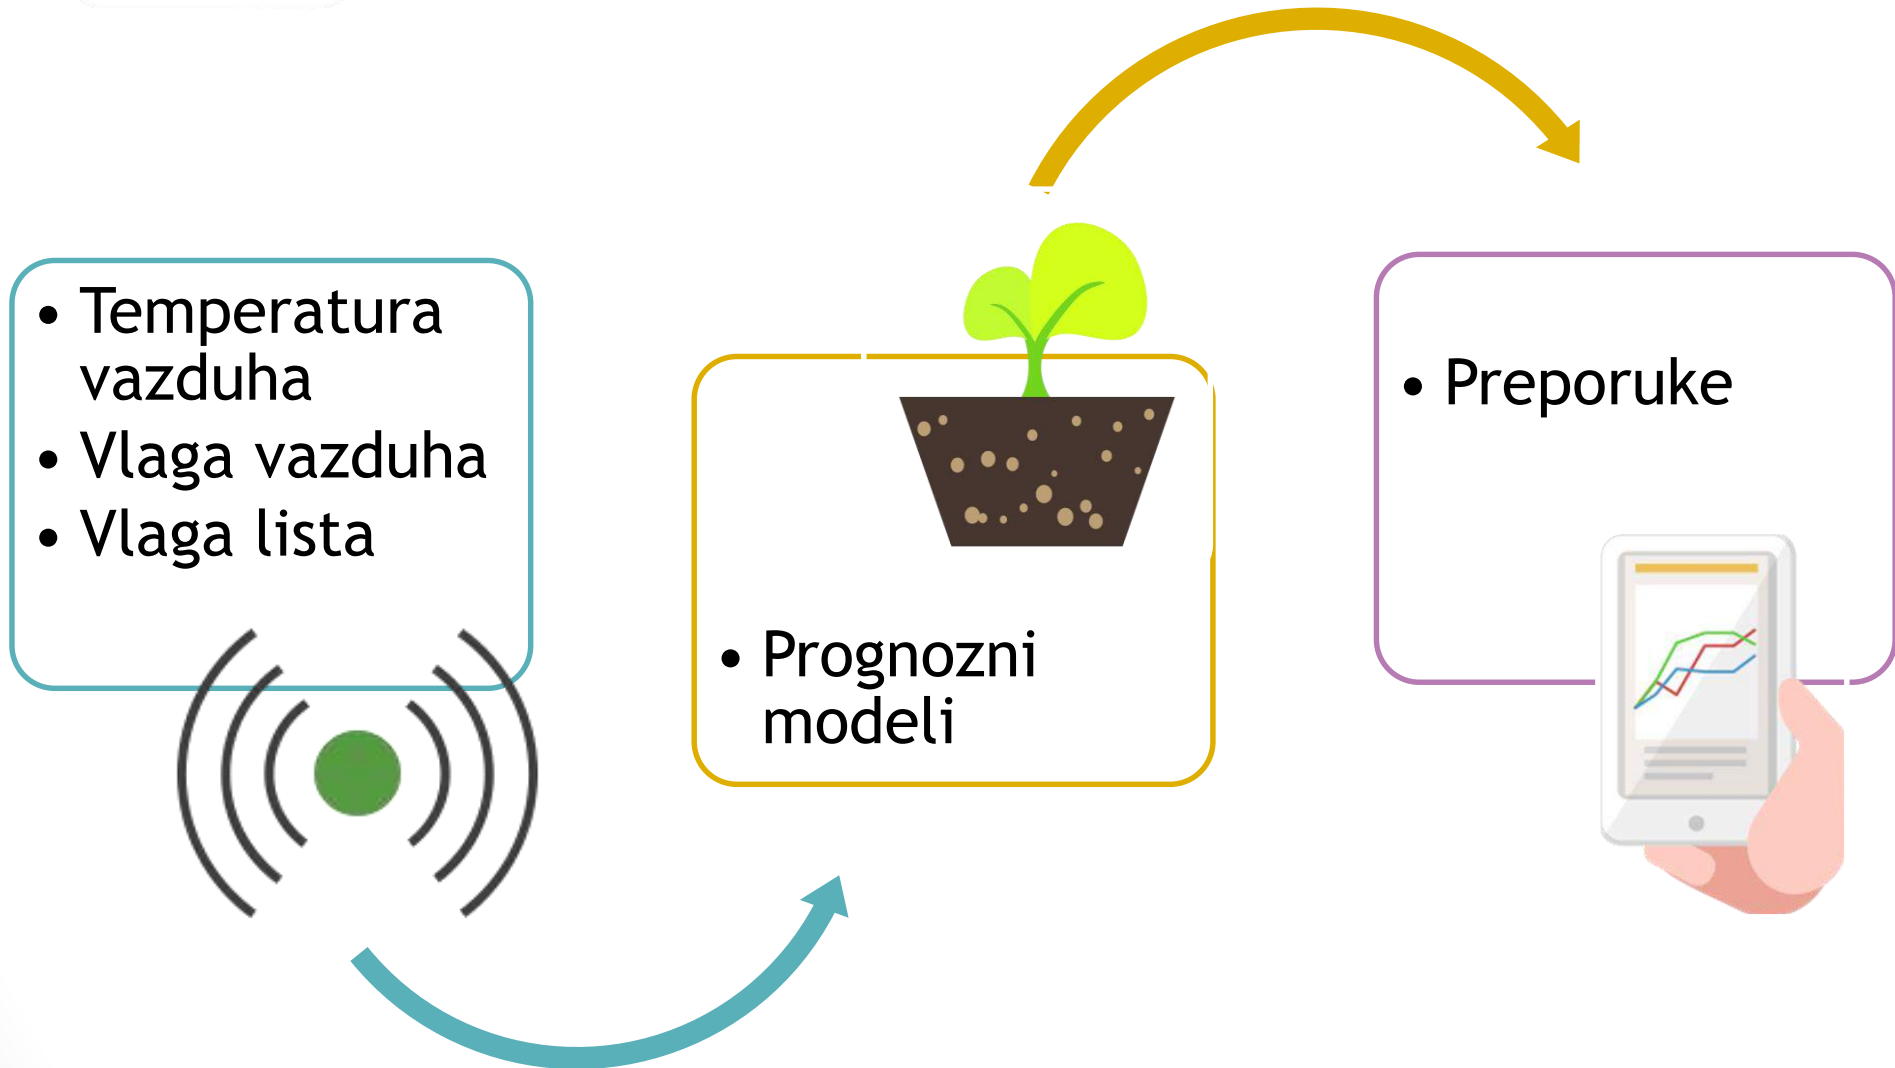 • Temperatura
vazduha
• Vlaga vazduha
• Vlaga lista
• Prognozni
modeli
• Preporuke